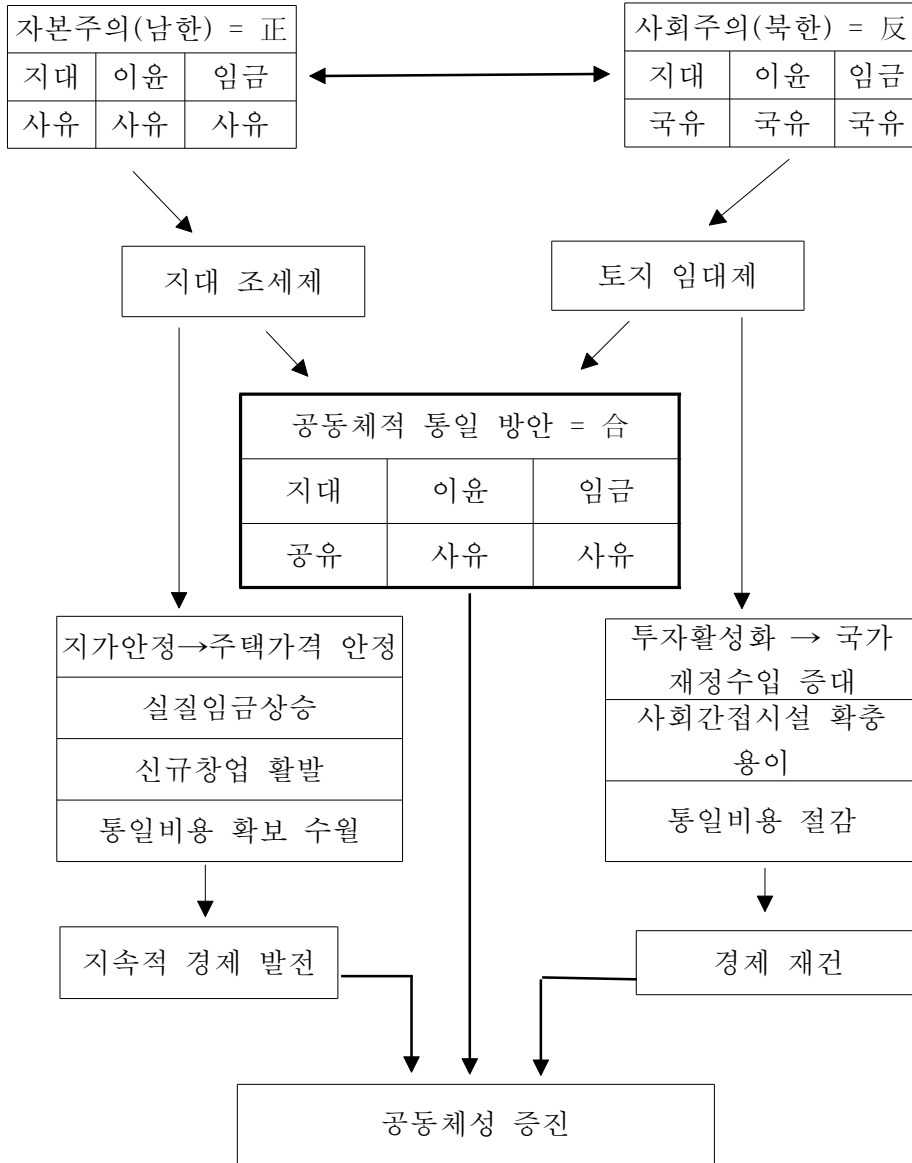 자본주의(남한) = 正
지대 이윤 임금
사유 사유 사유
사회주의(북한) = 反
지대 이윤 임금
국유 국유 국유
지대 조세제
토지 임대제
공동체적 통일 방안 = 合
지대 이윤 임금
공유 사유 사유
지가안정→주택가격 안정
실질임금상승
신규창업 활발
통일비용 확보 수월
투자활성화 → 국가
재정수입 증대
사회간접시설 확충
용이
통일비용 절감
지속적 경제 발전
경제 재건
공동체성 증진